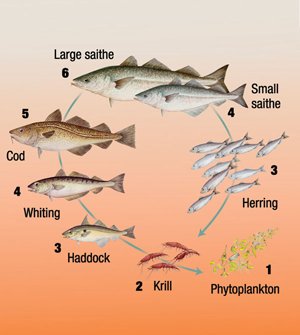 Large saithe
6
Small
saithe
4
5
Cod
3
Herring
4
Whiting
3
Haddock
2 Krill
1
Phytoplankton